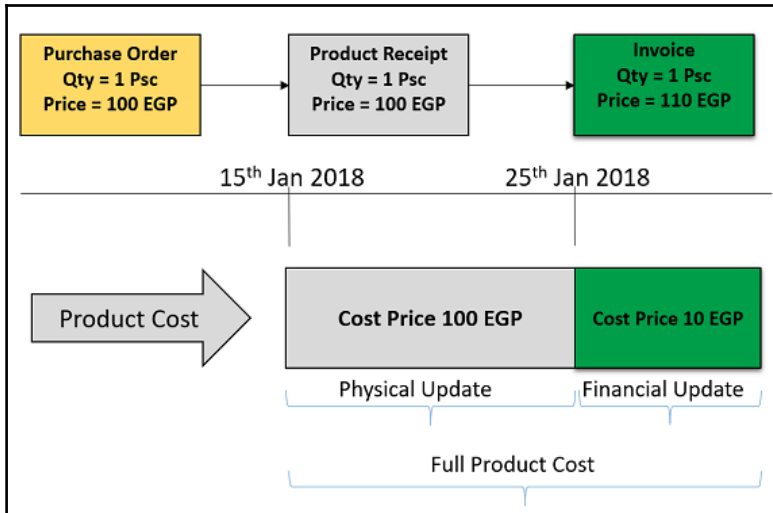 Purchase Order
Qty = 1 Psc
Price = 100 EGP
Product Receipt
Qty = 1 Psc
Price = 100 EGP
Invoice
Qty = 1 Psc
Price = 110 EGP
15th Jan 2018
25th Jan 2018
Product Cost
Cost Price 100 EGP
Cost Price 10 EGP
Physical Update
Financial Update
Full Product Cost